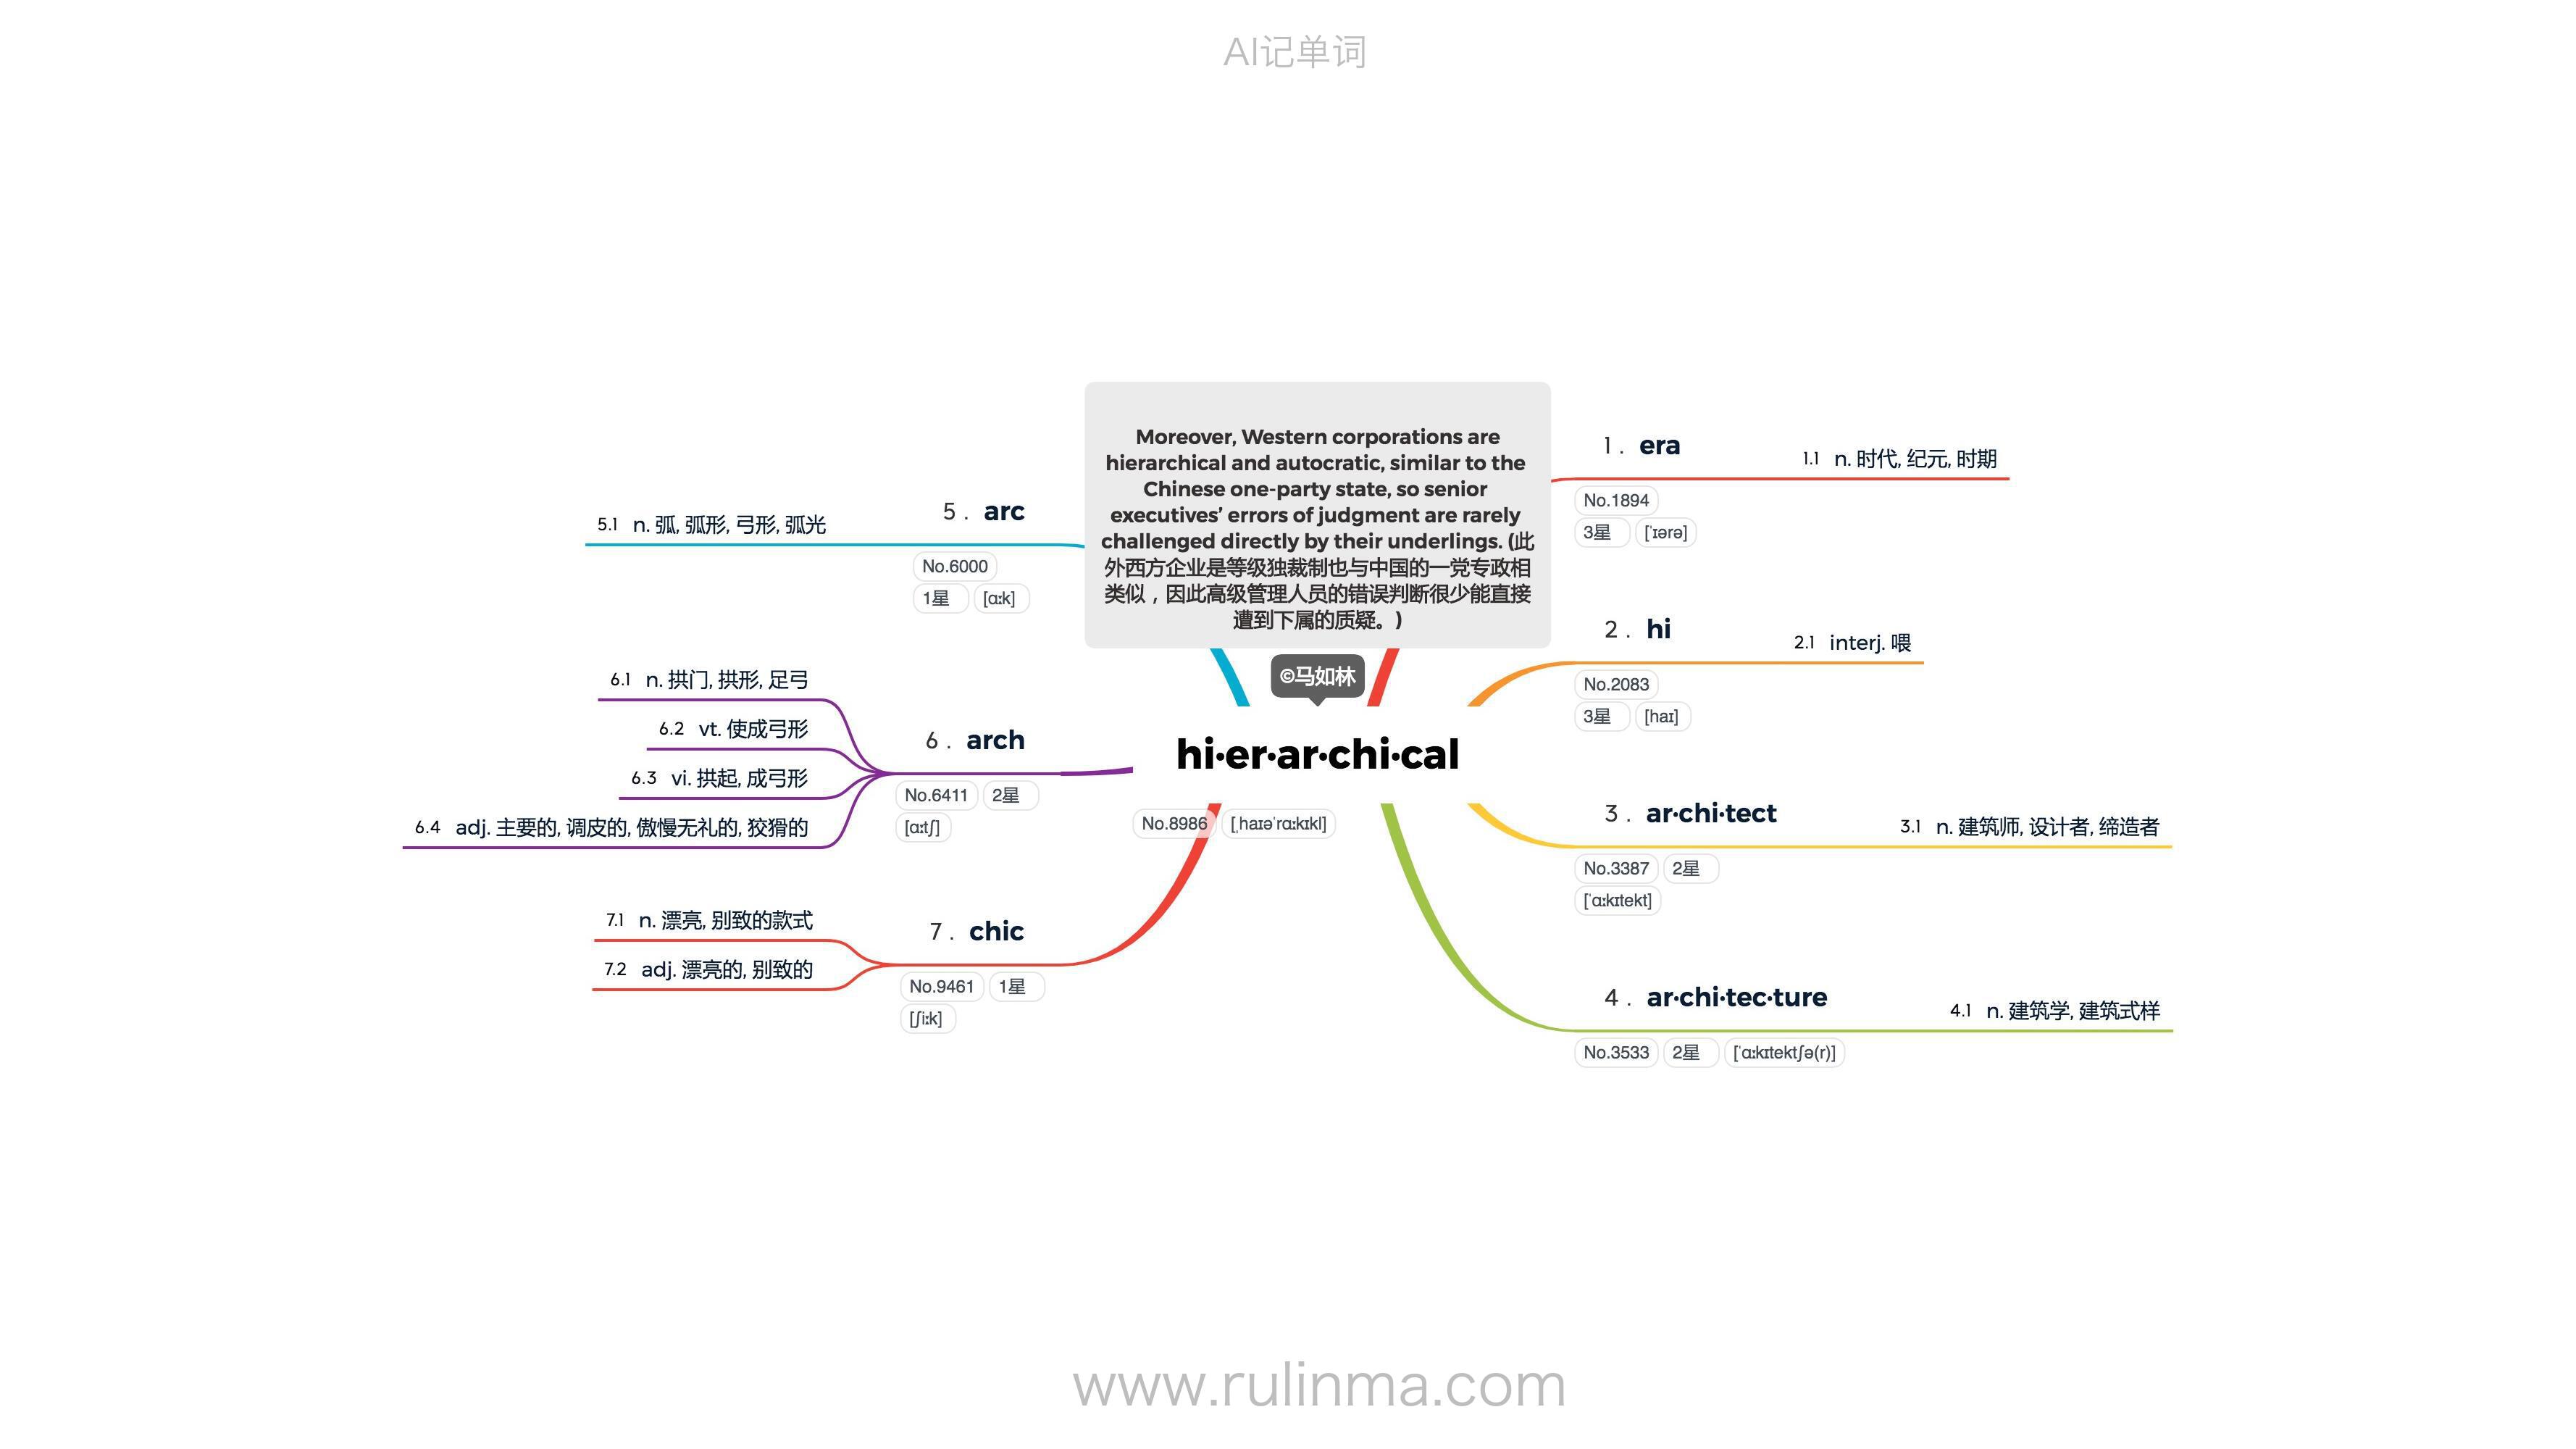 AI记单词
Moreover, Western corporations are
hierarchical and autocratic, similar to the
Chinese one-party state, so senior
executives’ errors of judgment are rarely
challenged directly by their underlings. (此
外西方企业是等级独裁制也与中国的一党专政相
类似，因此高级管理人员的错误判断很少能直接
遭到下属的质疑。)
©马如林
hi·er·ar·chi·cal
No.8986 [ˌhaɪəˈrɑːkɪkl]
1. era
1.1 n. 时代, 纪元, 时期
No.1894
3星 [ˈɪərə]
2. hi
2.1 interj. 喂
No.2083
3星 [haɪ]
3. ar·chi·tect
3.1 n. 建筑师, 设计者, 缔造者
No.3387 2星
[ˈɑːkɪtekt]
4. ar·chi·tec·ture
4.1 n. 建筑学, 建筑式样
No.3533 2星 [ˈɑːkɪtektʃə(r)]
5. arc
5.1 n. 弧, 弧形, 弓形, 弧光
No.6000
1星 [ɑːk]
6. arch
6.1 n. 拱门, 拱形, 足弓
6.2 vt. 使成弓形
6.3 vi. 拱起, 成弓形
6.4 adj. 主要的, 调皮的, 傲慢无礼的, 狡猾的
No.6411 2星
[ɑːtʃ]
7. chic
7.1 n. 漂亮, 别致的款式
7.2 adj. 漂亮的, 别致的
No.9461 1星
[ʃiːk]
www.rulinma.com